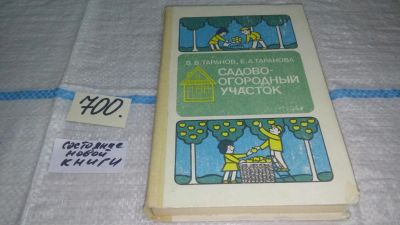 700.
состояние
новой
книги
В.В.ТАРАНОВ, Е.А.ТАРАНОВА
САДОВО-
ОГОРОДНЫЙ
УЧАСТОК